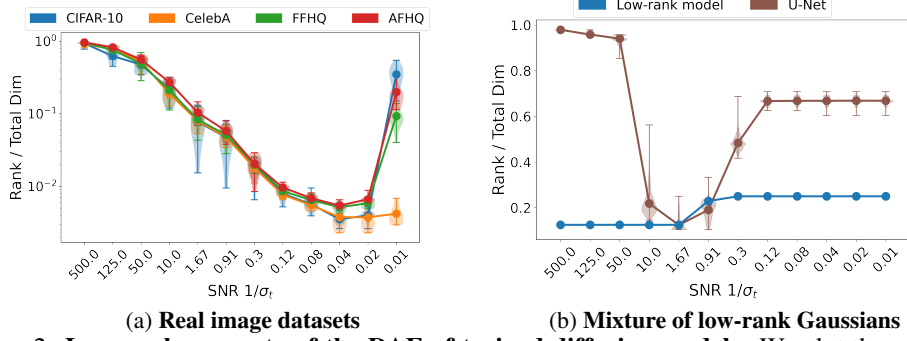 CIFAR-10 CelebA FFHQ AFHQ
Rank / Total Dim
10⁰
10⁻¹
10⁻²
500.0 125.0 50.0 10.0 1.67 0.91 0.3 0.12 0.08 0.04 0.02 0.01
SNR 1/σₜ
(a) Real image datasets
Low-rank model U-Net
Rank / Total Dim
1.0
0.8
0.6
0.4
0.2
500.0 125.0 50.0 10.0 1.67 0.91 0.3 0.12 0.08 0.04 0.02 0.01
SNR 1/σₜ
(b) Mixture of low-rank Gaussians